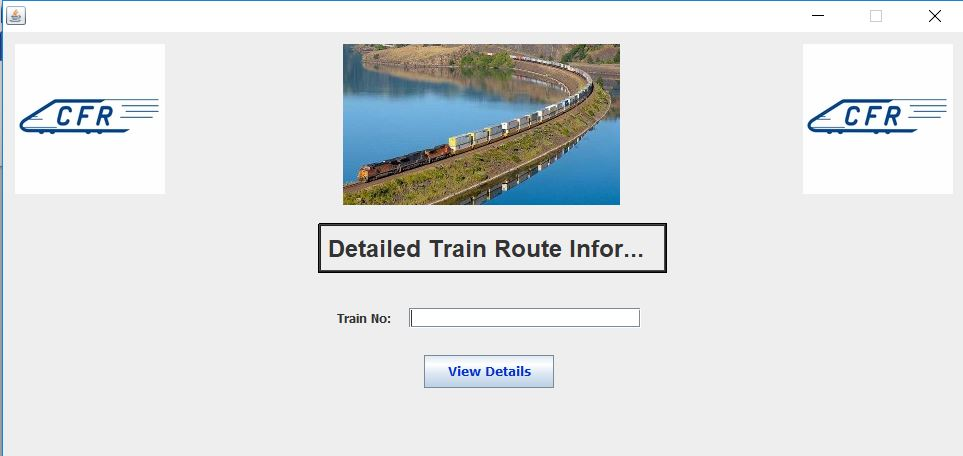 CFR
CFR
Detailed Train Route Infor...
Train No:
View Details